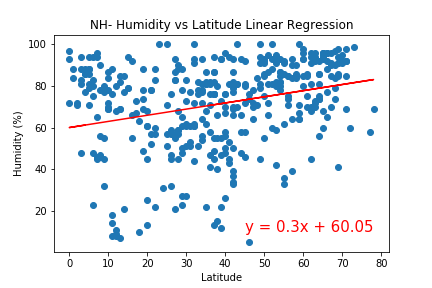 NH- Humidity vs Latitude Linear Regression
100
80
60
40
20
Humidity (%)
y = 0.3x + 60.05
0 10 20 30 40 50 60 70 80
Latitude